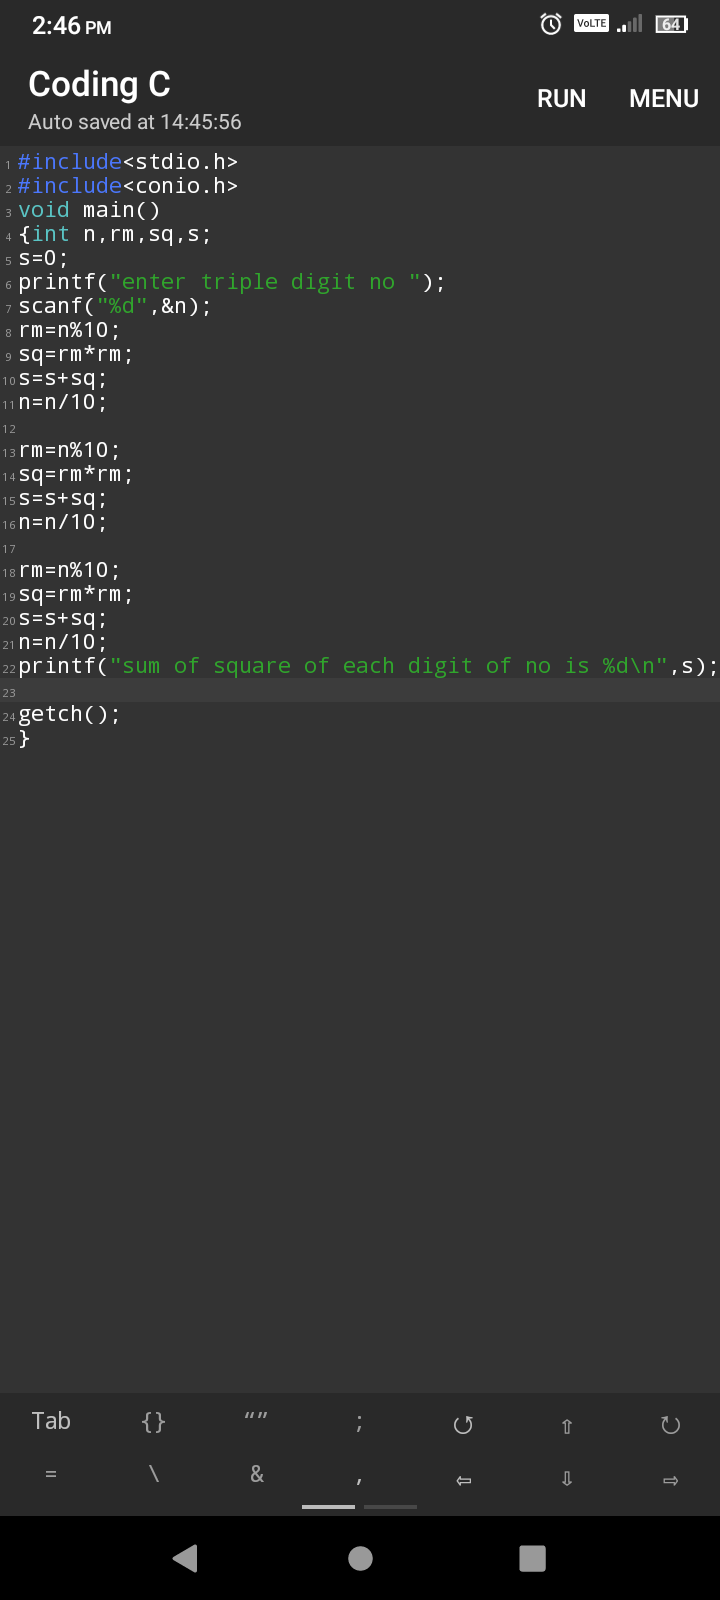 2:46 PM
VoLTE
64
Coding C
RUN
MENU
Auto saved at 14:45:56
1 #include<stdio.h>
2 #include<conio.h>
3 void main()
4 {int n,rm,sq,s;
5 s=0;
6 printf("enter triple digit no ");
7 scanf("%d",&n);
8 rm=n%10;
9 sq=rm*rm;
10 s=s+sq;
11 n=n/10;
12
13 rm=n%10;
14 sq=rm*rm;
15 s=s+sq;
16 n=n/10;
17
18 rm=n%10;
19 sq=rm*rm;
20 s=s+sq;
21 n=n/10;
22 printf("sum of square of each digit of no is %d\n",s);
23
24 getch();
25 }
Tab {} “” ; ↺ ⇧ ↻
= \ & , ⇦ ⇩ ⇨